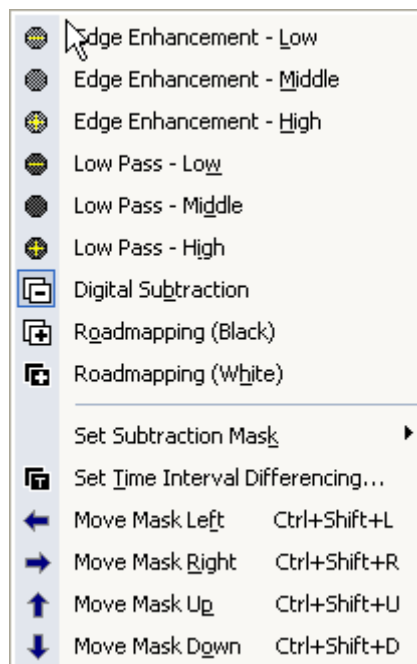 Edge Enhancement - Low
Edge Enhancement - Middle
Edge Enhancement - High
Low Pass - Low
Low Pass - Middle
Low Pass - High
Digital Subtraction
Roadmapping (Black)
Roadmapping (White)
Set Subtraction Mask
Set Time Interval Differencing...
Move Mask Left Ctrl+Shift+L
Move Mask Right Ctrl+Shift+R
Move Mask Up Ctrl+Shift+U
Move Mask Down Ctrl+Shift+D